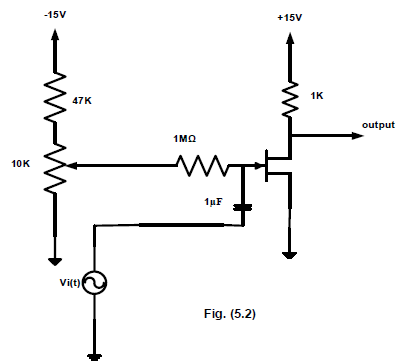 -15V
+15V
47K
1K
output
1MΩ
10K
1µF
Vi(t)
Fig. (5.2)